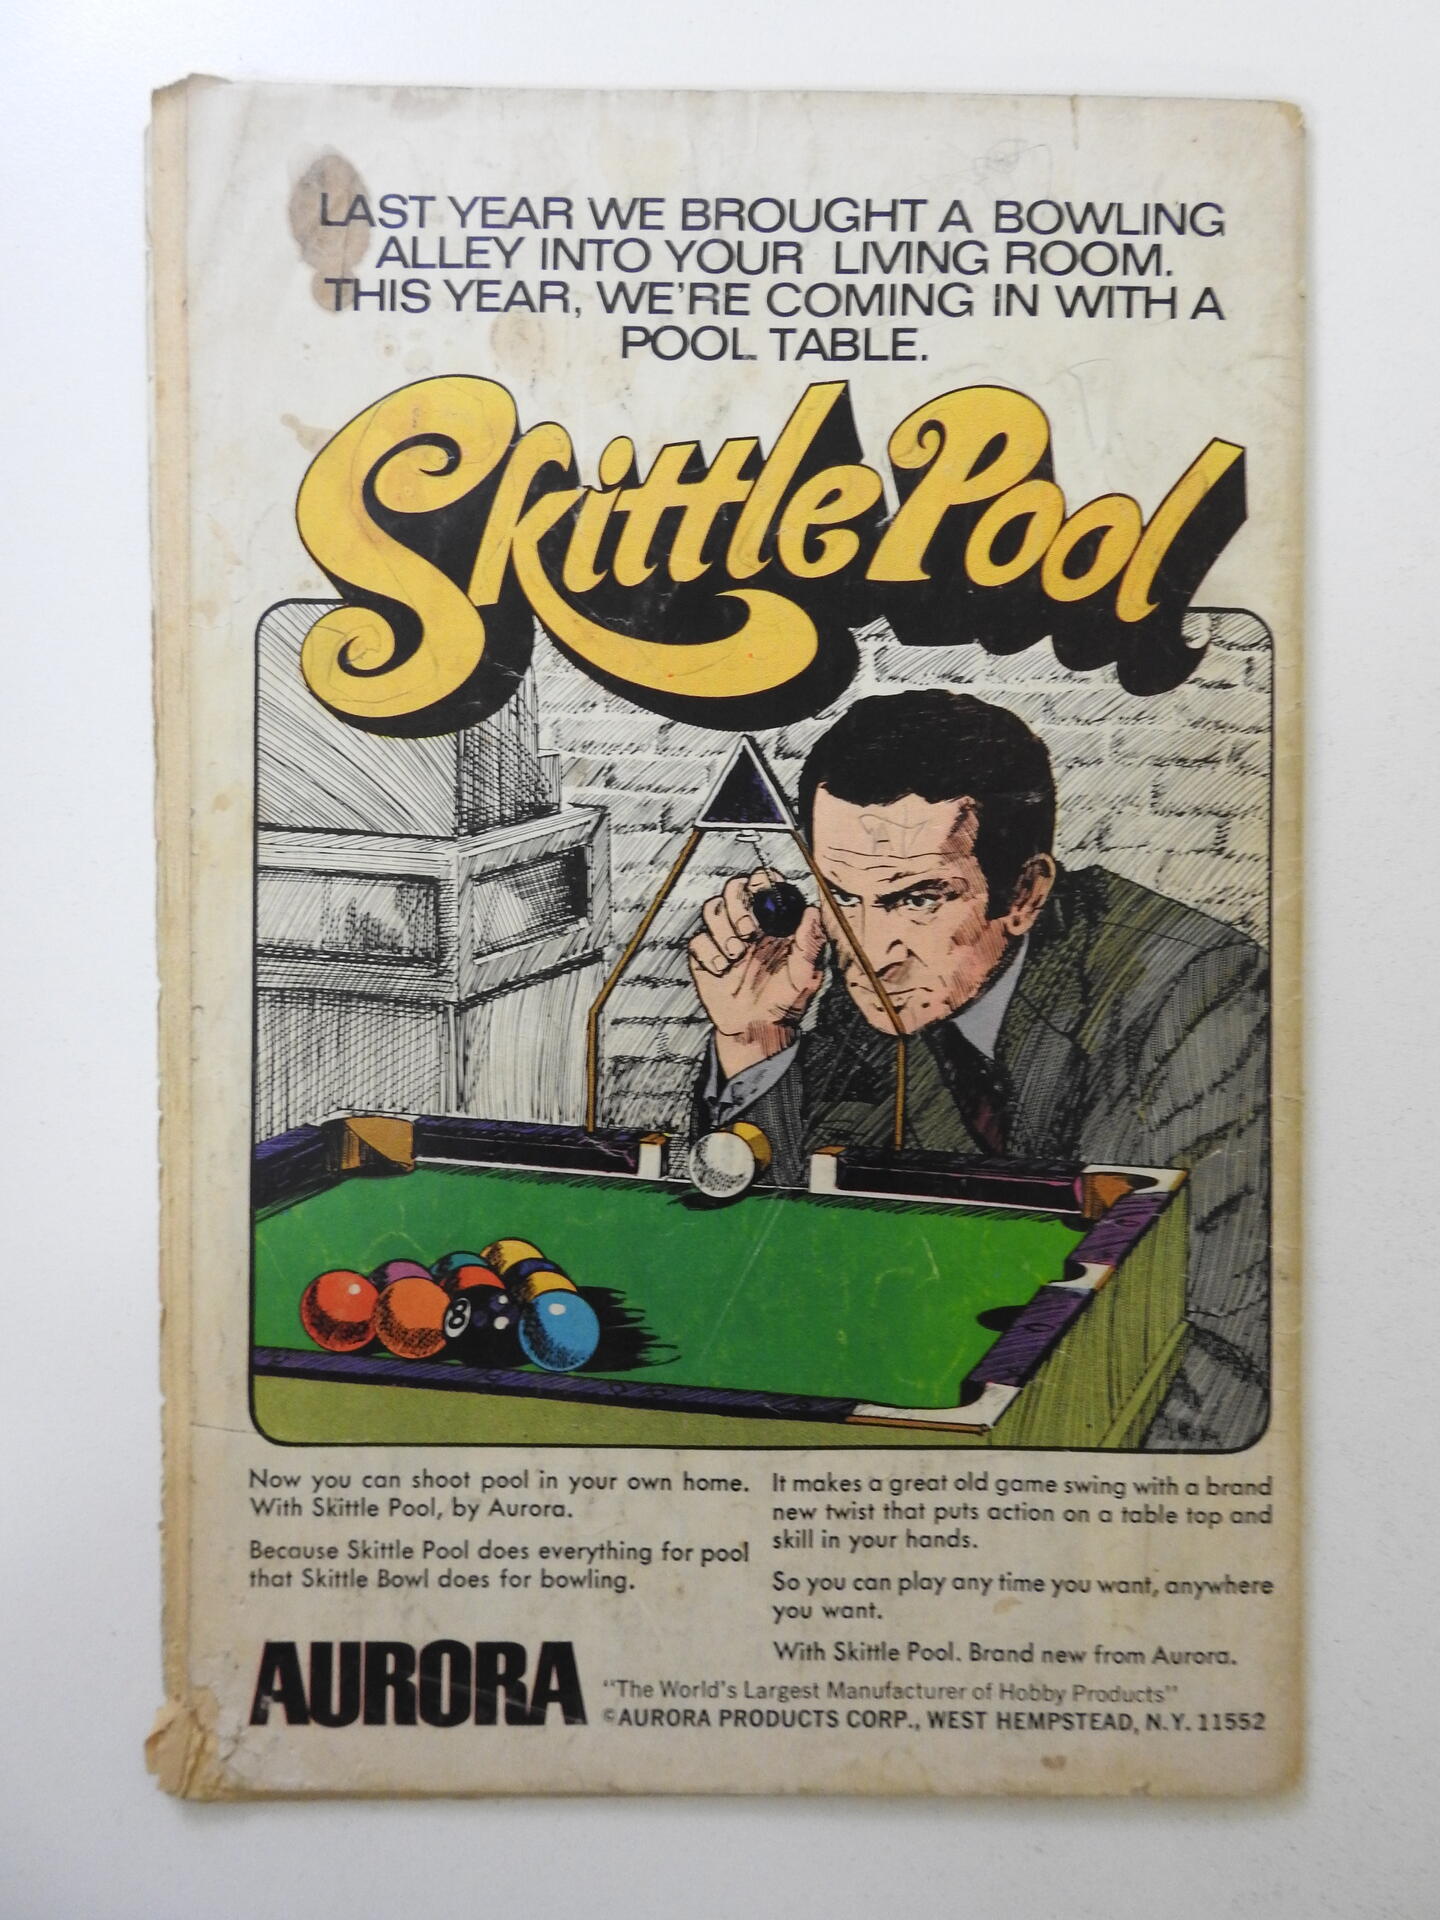 LAST YEAR WE BROUGHT A BOWLING
ALLEY INTO YOUR LIVING ROOM.
THIS YEAR, WE'RE COMING IN WITH A
POOL TABLE.
Skittle Pool
8
Now you can shoot pool in your own home.
With Skittle Pool, by Aurora.
Because Skittle Pool does everything for pool
that Skittle Bowl does for bowling.
It makes a great old game swing with a brand
new twist that puts action on a table top and
skill in your hands.
So you can play any time you want, anywhere
you want.
With Skittle Pool. Brand new from Aurora.
AURORA
"The World's Largest Manufacturer of Hobby Products"
©AURORA PRODUCTS CORP., WEST HEMPSTEAD, N.Y. 11552